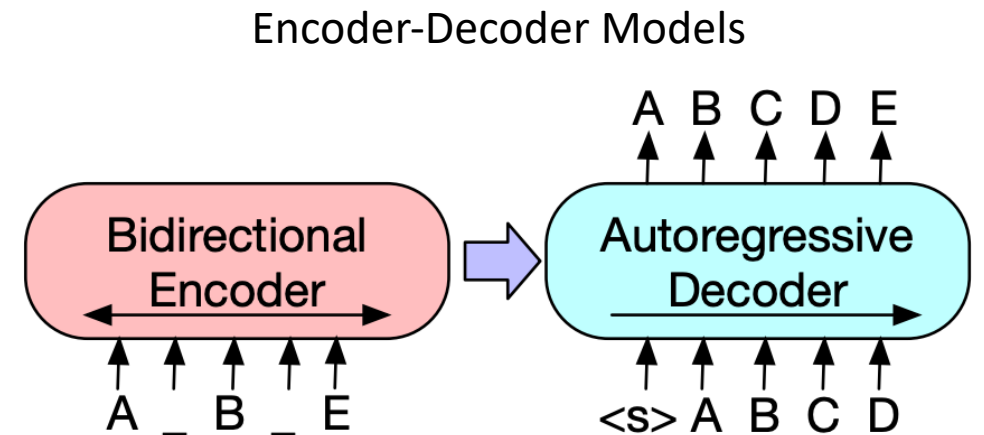 Encoder-Decoder Models
A B C D E
Bidirectional
Encoder
Autoregressive
Decoder
A _ B _ E
<s> A B C D